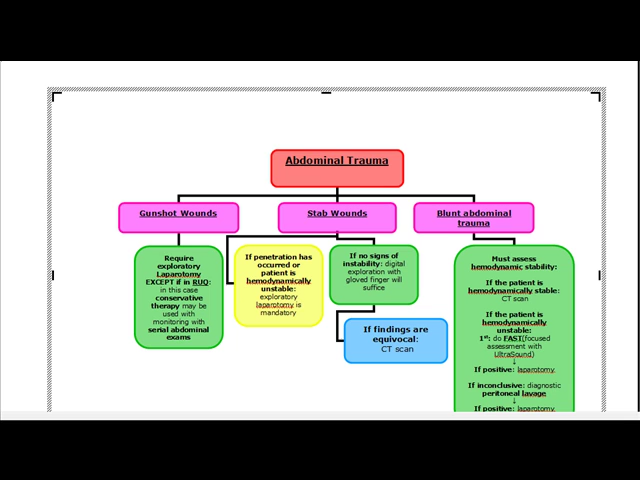 Abdominal Trauma
Gunshot Wounds
Stab Wounds
Blunt abdominal
trauma
Require
exploratory
Laparotomy
EXCEPT if in RUQ:
in this case
conservative
therapy may be
used with
monitoring with
serial abdominal
exams
If penetration has
occurred or
patient is
hemodynamically
unstable:
exploratory
laparotomy is
mandatory
If no signs of
instability: digital
exploration with
gloved finger will
suffice
If findings are
equivocal:
CT scan
Must assess
hemodynamic stability:
If the patient is
hemodynamically stable:
CT scan
If the patient is
hemodynamically
unstable:
1st: do FAST(focused
assessment with
UltraSound)
↓
If positive: laparotomy
If inconclusive: diagnostic
peritoneal lavage
↓
If positive: laparotomy